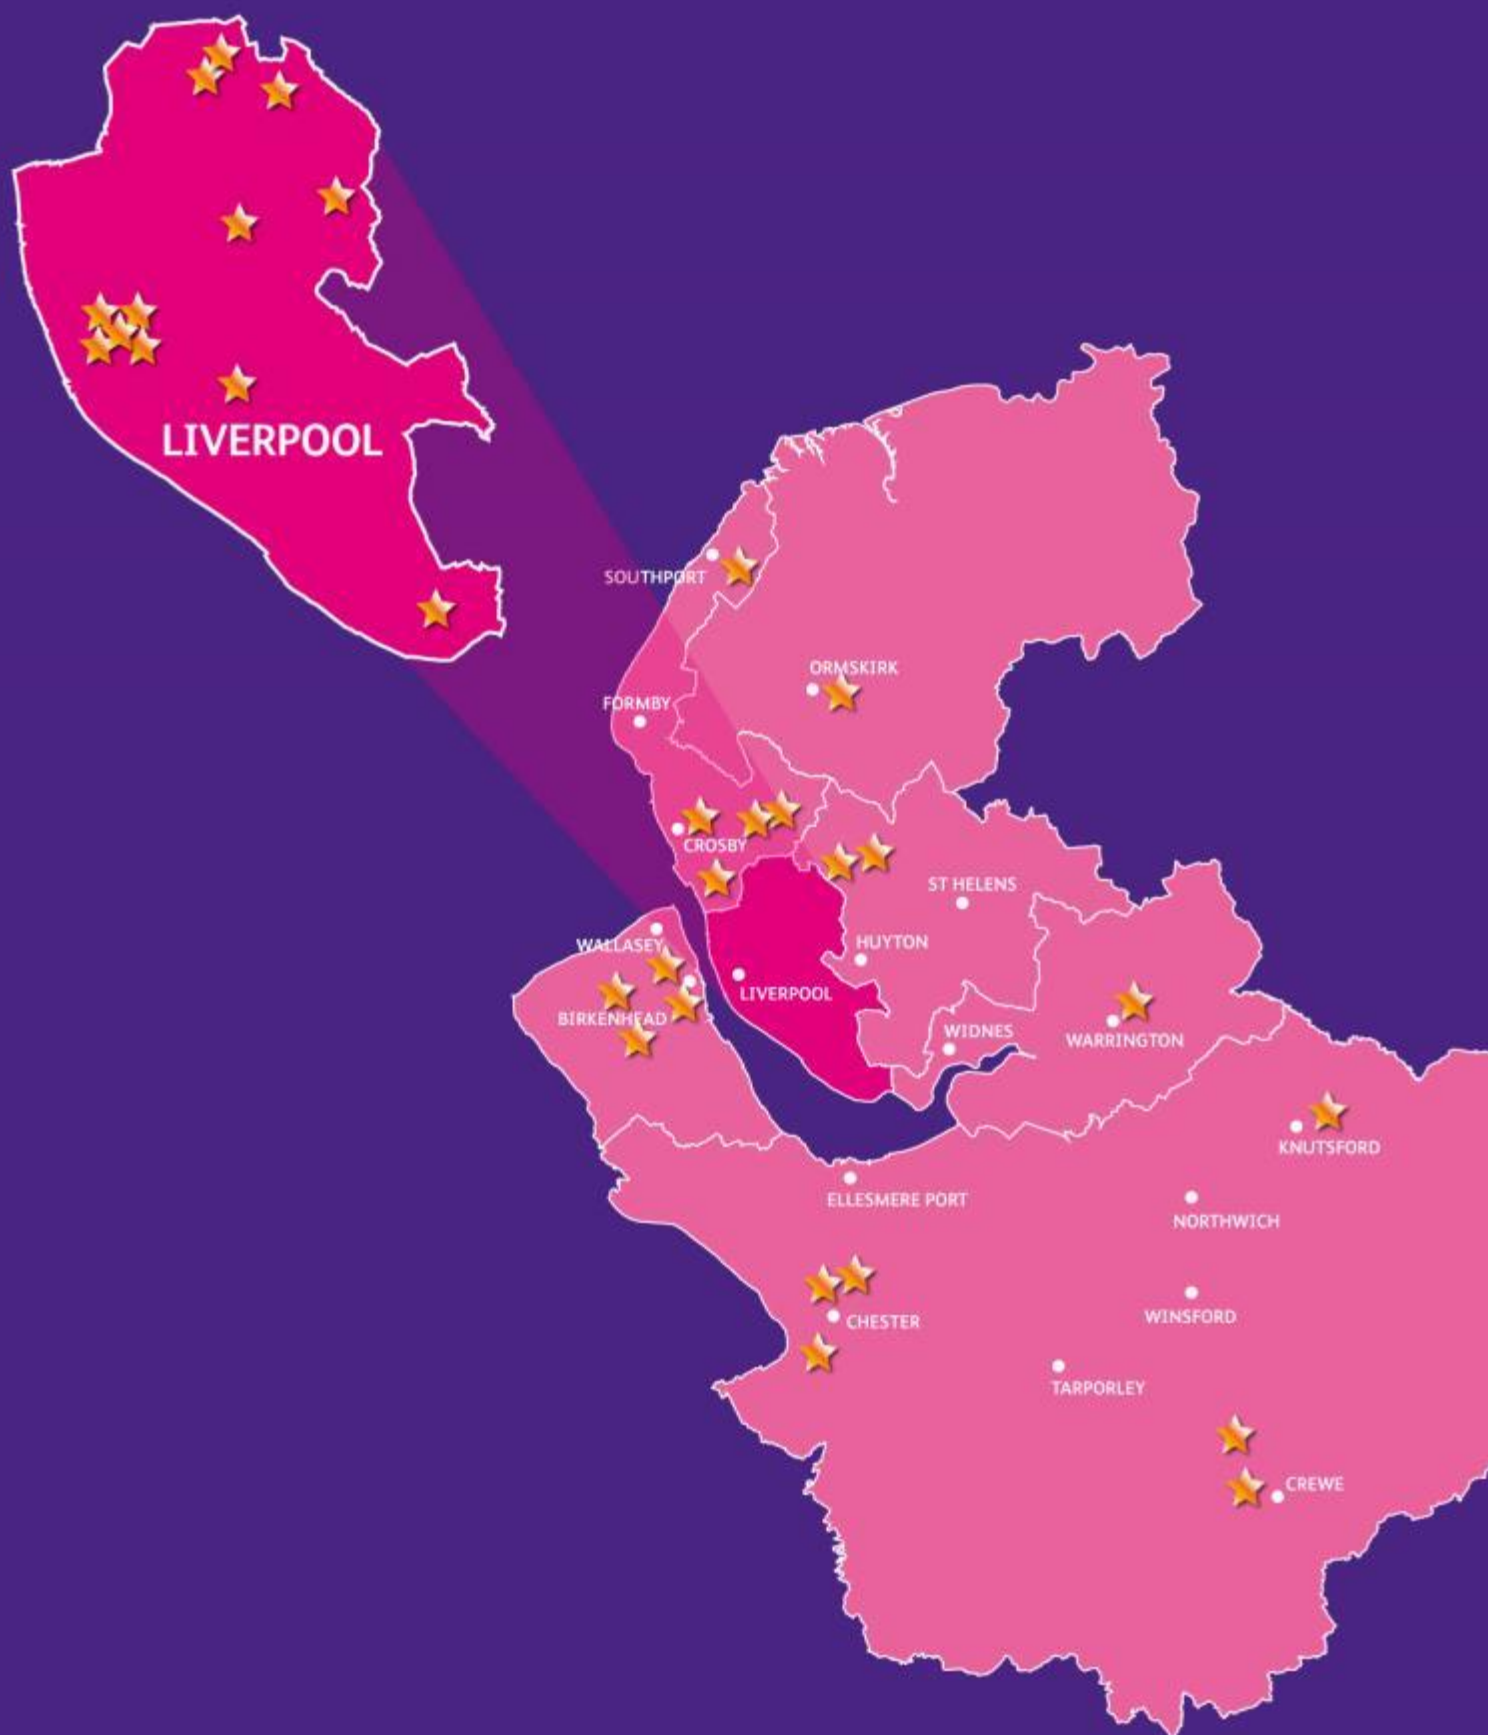 LIVERPOOL
SOUTHPORT
ORMSKIRK
FORMBY
CROSBY
ST HELENS
HUYTON
WALLASEY
LIVERPOOL
BIRKENHEAD
WIDNES
WARRINGTON
KNUTSFORD
ELLESMERE PORT
NORTHWICH
WINSFORD
CHESTER
TARPORLEY
CREWE